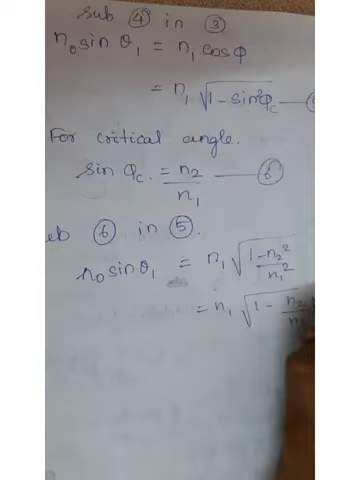 sub ④ in ③
n₀ sin θ₁ = n₁ cos φ
= n₁ √(1 - sin²φc)
For critical angle.
sin φc = n₂/n₁ — ⑥
⑥ in ⑤.
n₀ sin θ₁ = n₁ √(1 - n₂²/n₁²)
= n₁ √(1 - n₂/n₁